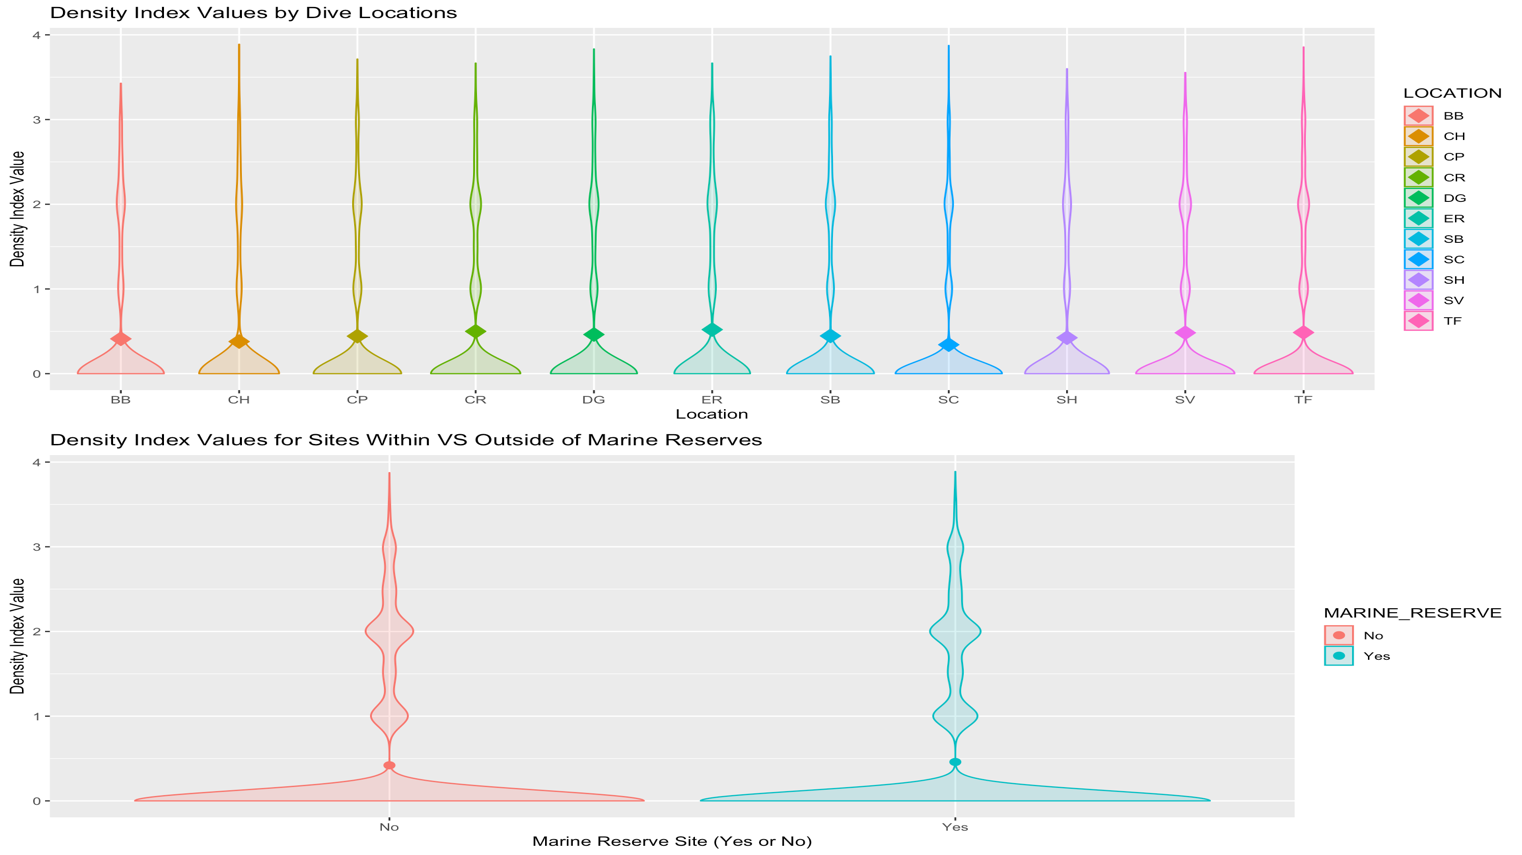 Density Index Values by Dive Locations
4
3
2
1
0
Density Index Value
BB CH CP CR DG ER SB SC SH SV TF
Location
LOCATION
BB
CH
CP
CR
DG
ER
SB
SC
SH
SV
TF
Density Index Values for Sites Within VS Outside of Marine Reserves
4
3
2
1
0
Density Index Value
No Yes
Marine Reserve Site (Yes or No)
MARINE_RESERVE
No
Yes